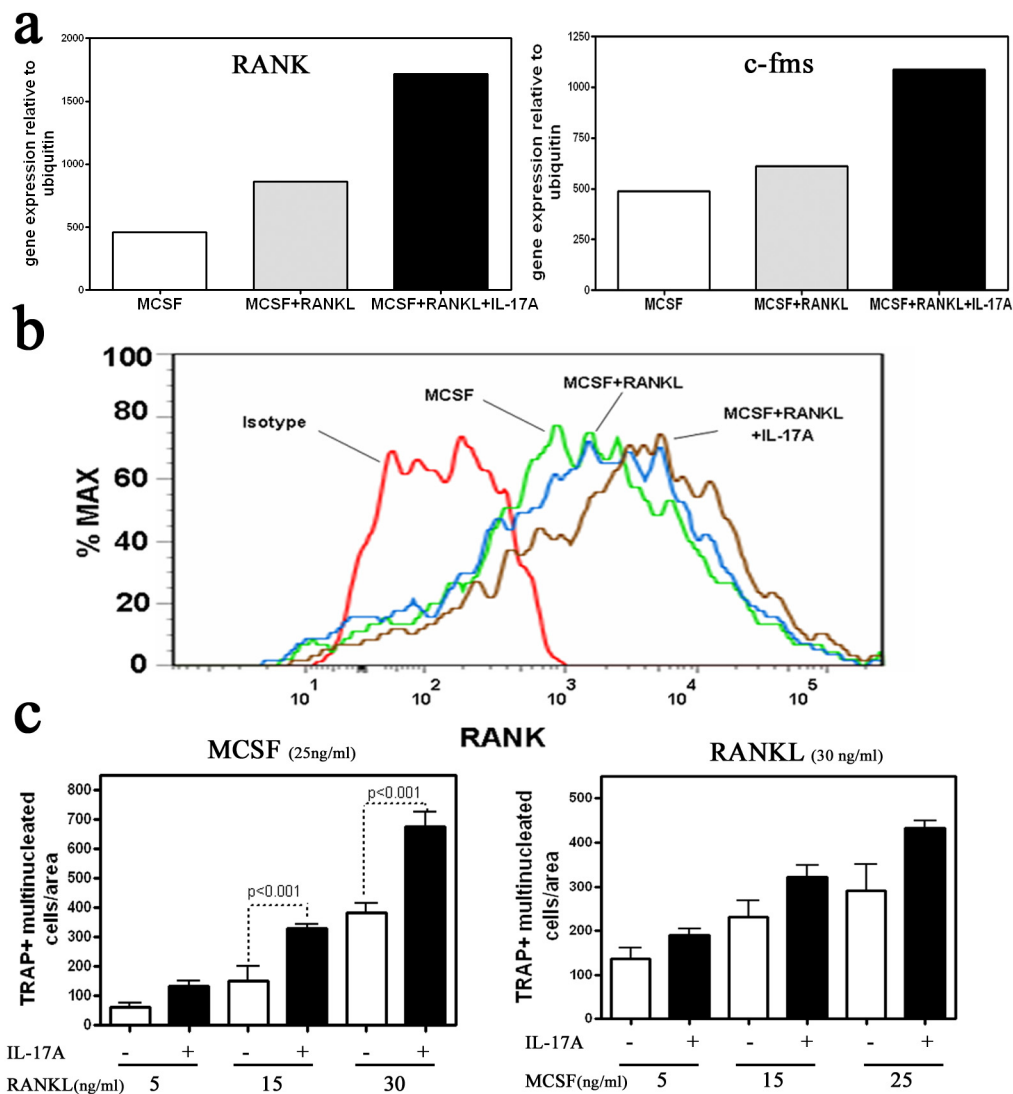 a
RANK
gene expression relative to
ubiquitin
2000
1500
1000
500
0
MCSF
MCSF+RANKL
MCSF+RANKL+IL-17A
c-fms
gene expression relative to
ubiquitin
1250
1000
750
500
250
0
MCSF
MCSF+RANKL
MCSF+RANKL+IL-17A
b
% MAX
100
80
60
40
20
0
Isotype
MCSF
MCSF+RANKL
MCSF+RANKL
+IL-17A
10 1
10 2
10 3
10 4
10 5
RANK
c
MCSF (25ng/ml)
TRAP+ multinucleated
cells/area
800
700
600
500
400
300
200
100
0
p<0.001
p<0.001
IL-17A - + - + - +
RANKL(ng/ml) 5 15 30
RANKL (30 ng/ml)
TRAP+ multinucleated
cells/area
500
400
300
200
100
0
IL-17A - + - + - +
MCSF(ng/ml) 5 15 25